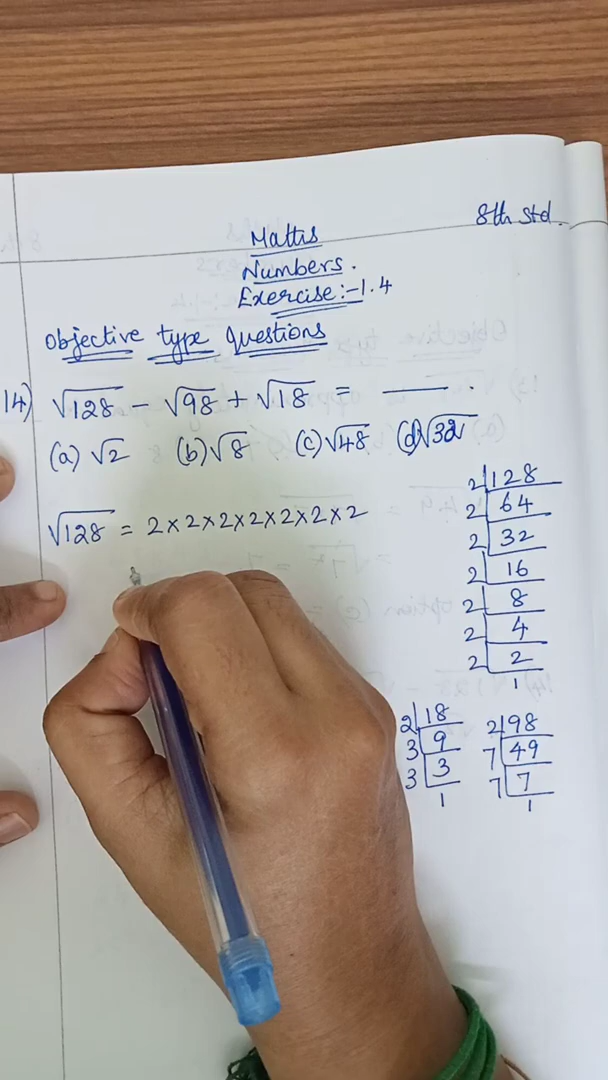 8th std.
Maths
Numbers.
Exercise:-1.4
Objective type Questions
14) √128 - √98 + √18 = ____ .
(a) √2 (b) √8 (c) √48 (d) √32
√128 = 2×2×2×2×2×2×2
2 128
2 64
2 32
2 16
2 8
2 4
2 2
1
2 18
3 9
3 3
1
2 98
7 49
7 7
1